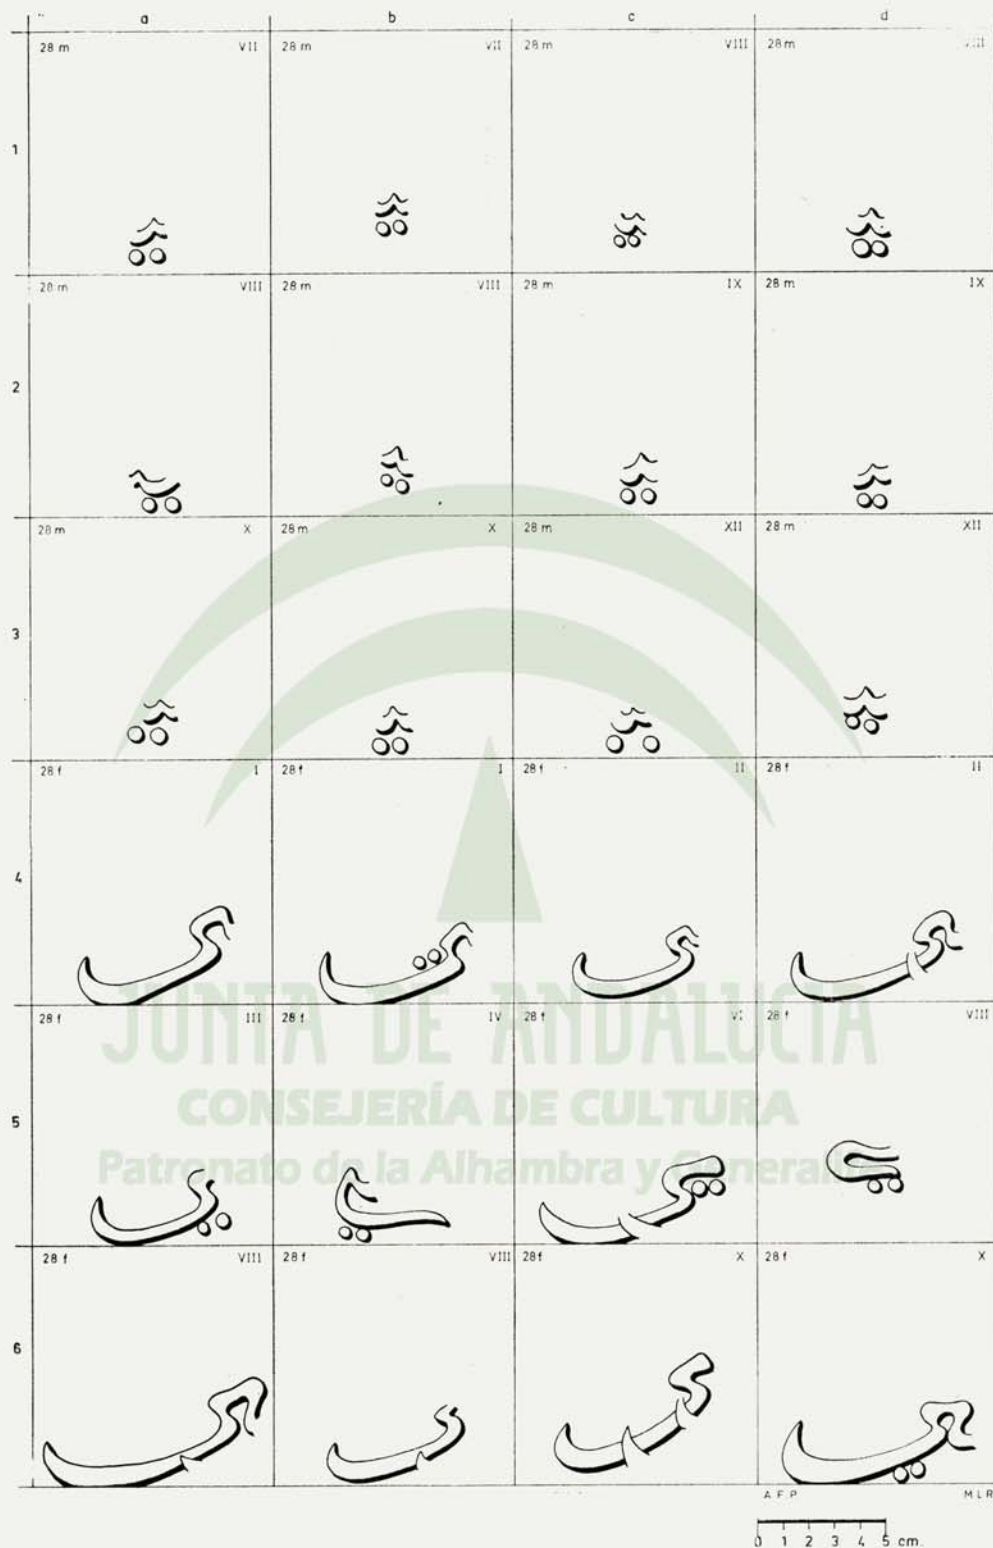 a b c d
28 m VII 28 m VII 28 m VIII 28 m VIII
1
28 m VIII 28 m VIII 28 m IX 28 m IX
2
28 m X 28 m X 28 m XII 28 m XII
3
28 f I 28 f I 28 f II 28 f II
4
JUNTA DE ANDALUCIA
28 f III 28 f IV 28 f VI 28 f VIII
5
CONSEJERÍA DE CULTURA
Patronato de la Alhambra y Generalife
28 f VIII 28 f VIII 28 f X 28 f X
6
A.F.P. M.L.R
0 1 2 3 4 5 cm.